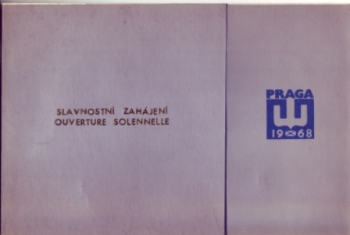 SLAVNOSTNÍ ZAHÁJENÍ
OUVERTURE SOLENNELLE
PRAGA
1968